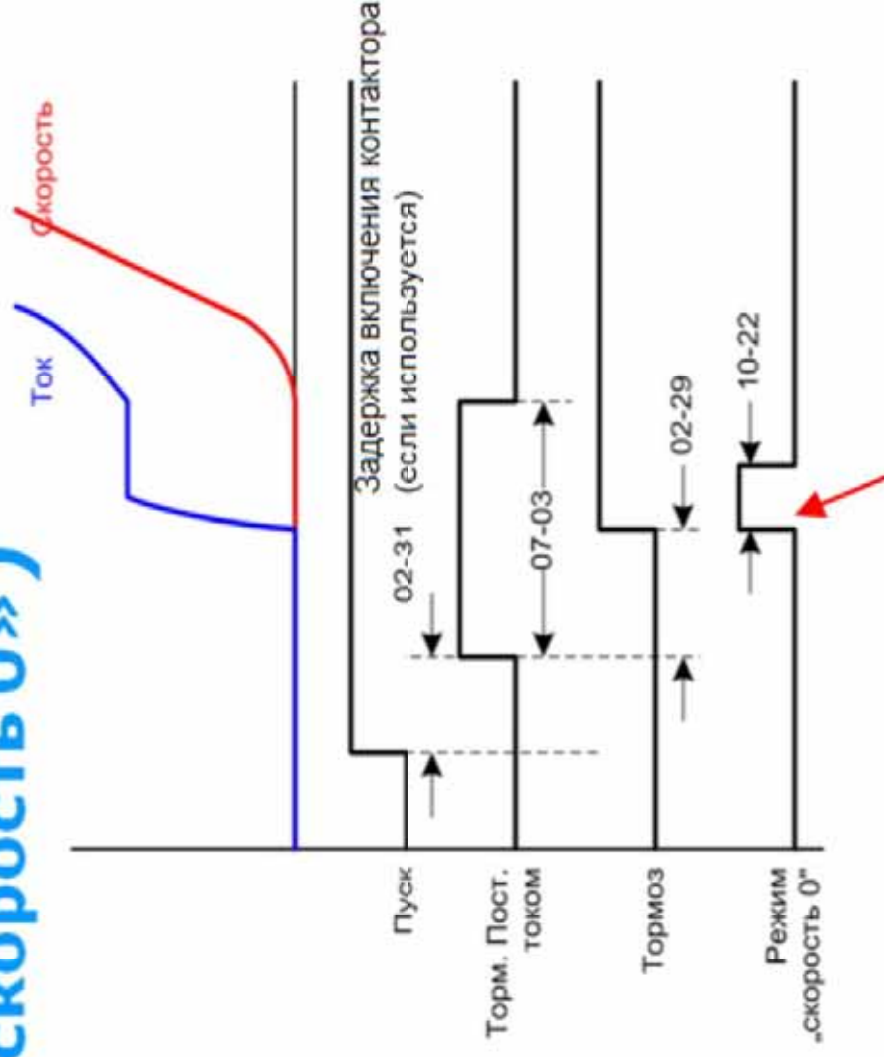 скорость 0»)
Ток
Скорость
Пуск
02-31
Задержка включения контактора
(если используется)
Торм. Пост.
током
07-03
Тормоз
02-29
Режим
„скорость 0"
10-22